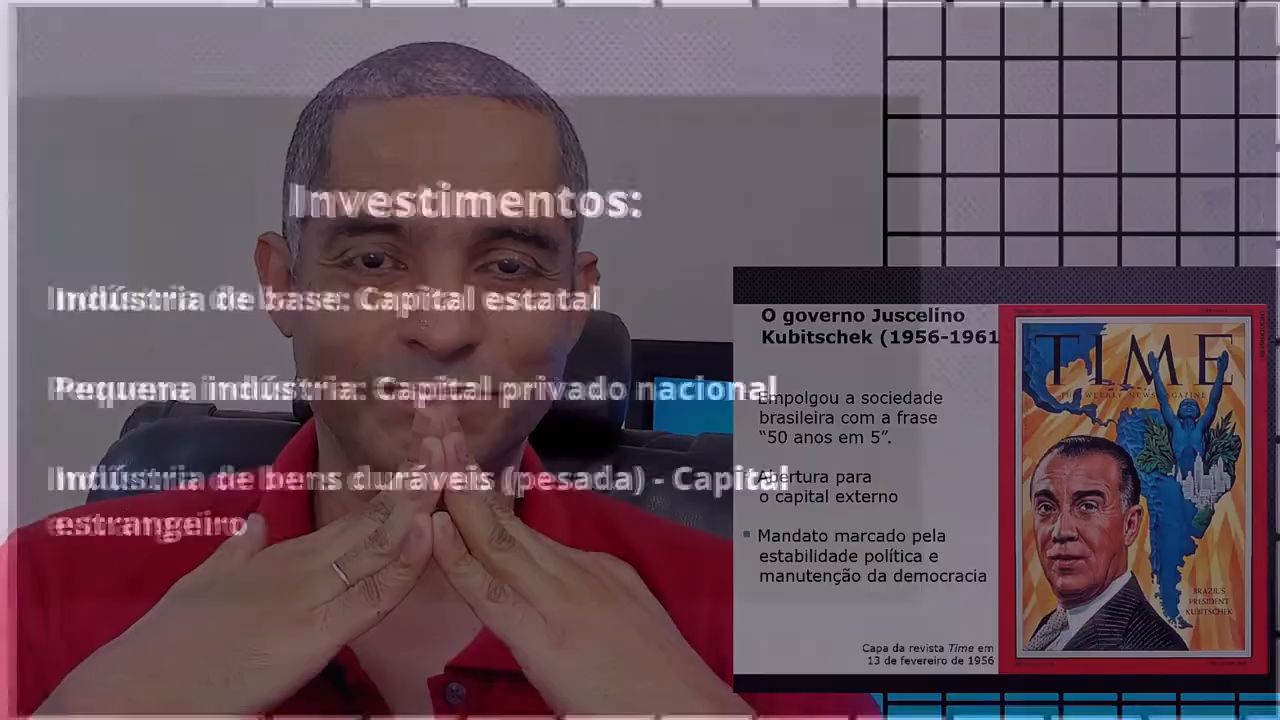 Investimentos:
Indústria de base: Capital estatal
Pequena indústria: Capital privado nacional
Indústria de bens duráveis (pesada) - Capital
estrangeiro
O governo Juscelino
Kubitschek (1956-1961
Empolgou a sociedade
brasileira com a frase
“50 anos em 5”.
Abertura para
o capital externo
Mandato marcado pela
estabilidade política e
manutenção da democracia
Capa da revista Time em
13 de fevereiro de 1956
TIME
THE WEEKLY NEWSMAGAZINE
BRAZIL'S
PRESIDENT
KUBITSCHEK